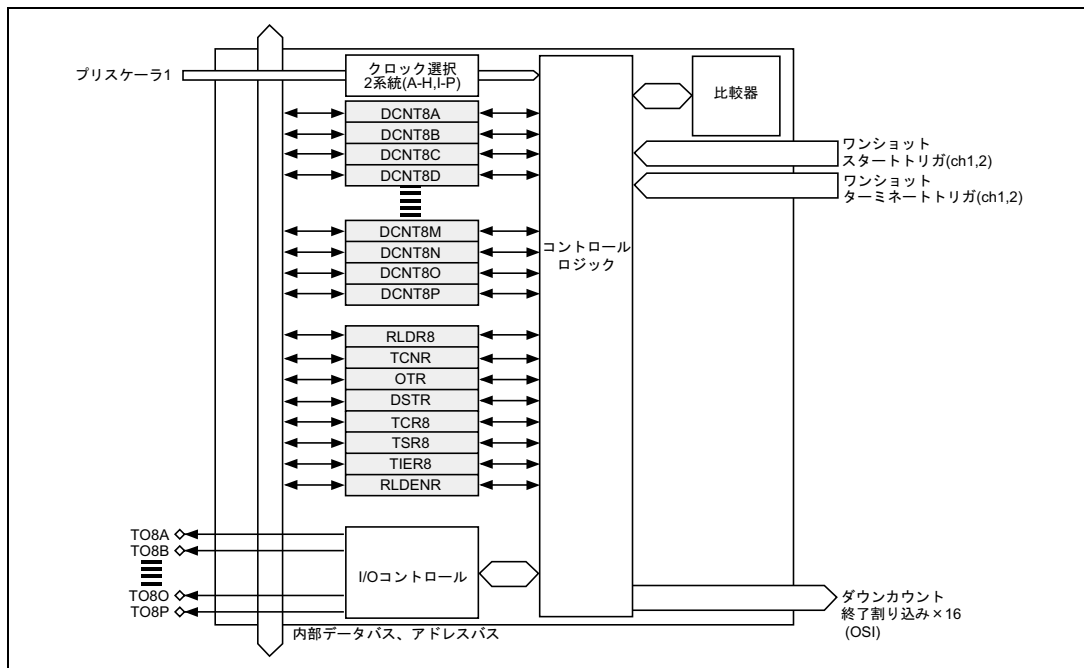 プリスケーラ1
クロック選択
2系統(A-H,I-P)
DCNT8A
DCNT8B
DCNT8C
DCNT8D
DCNT8M
DCNT8N
DCNT8O
DCNT8P
RLDR8
TCNR
OTR
DSTR
TCR8
TSR8
TIER8
RLDENR
コントロール
ロジック
比較器
ワンショット
スタートトリガ(ch1,2)
ワンショット
ターミネートトリガ(ch1,2)
TO8A
TO8B
TO8O
TO8P
I/Oコントロール
内部データバス、アドレスバス
ダウンカウント
終了割り込み×16
(OSI)